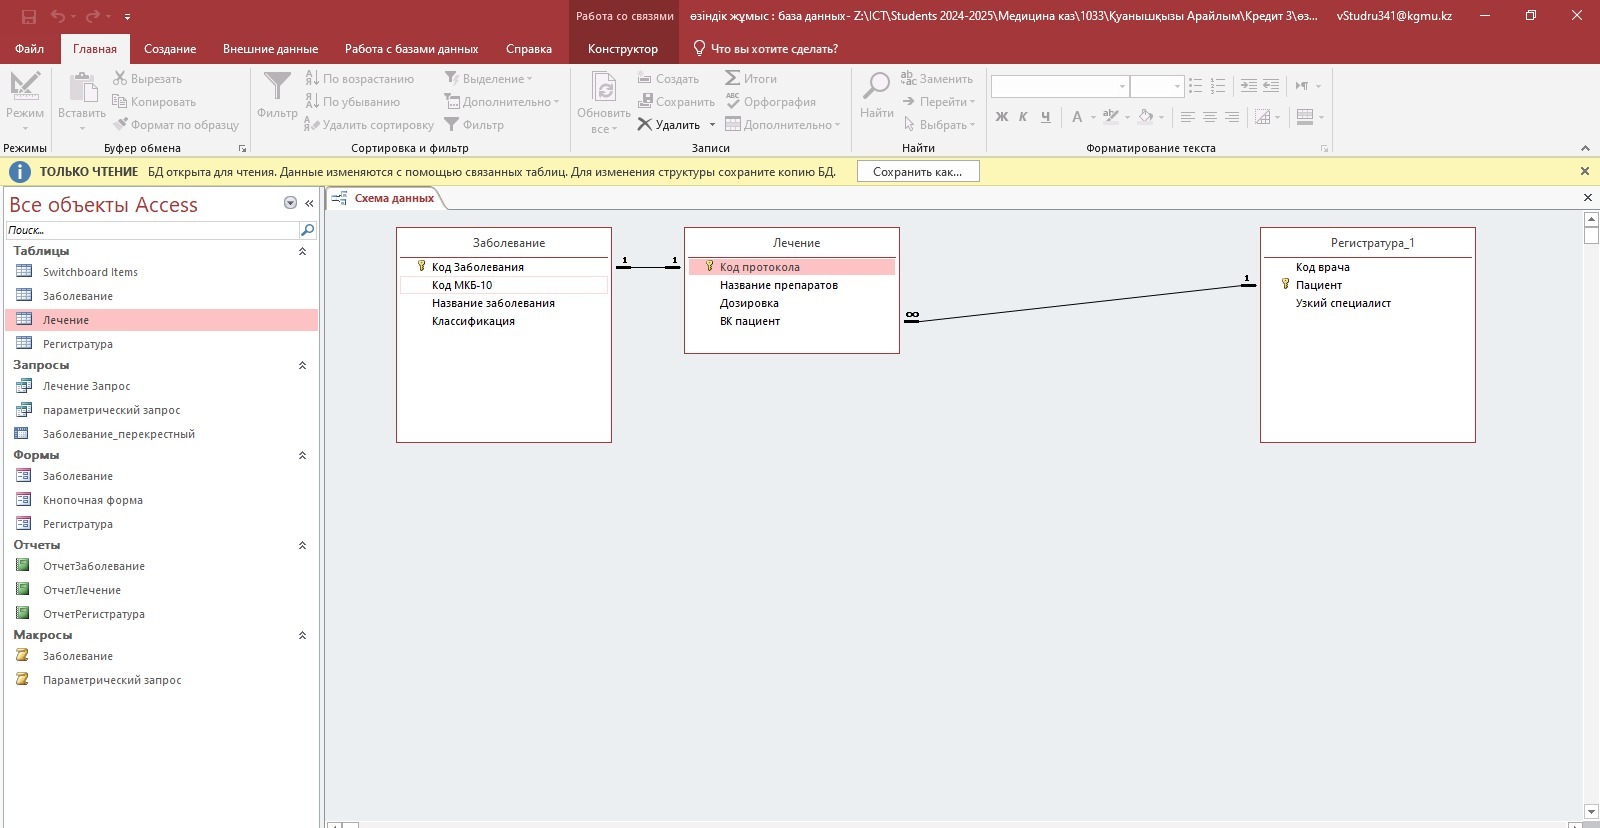 Работа со связями
өзіндік жұмыс : база данных- Z:\ICT\Students 2024-2025\Медицина каз\1033\Қуанышқызы Арайлым\Кредит 3\өз...
vStudru341@kgmu.kz
Файл Главная Создание Внешние данные Работа с базами данных Справка Конструктор Что вы хотите сделать?
Режим
Режимы
Вставить
Вырезать
Копировать
Формат по образцу
Буфер обмена
Фильтр
По возрастанию
По убыванию
Удалить сортировку
Выделение
Дополнительно
Фильтр
Сортировка и фильтр
Обновить
все
Создать
Сохранить
Удалить
Итоги
Орфография
Дополнительно
Записи
Найти
Заменить
Перейти
Выбрать
Найти
Ж К Ч А
Форматирование текста
ТОЛЬКО ЧТЕНИЕ БД открыта для чтения. Данные изменяются с помощью связанных таблиц. Для изменения структуры сохраните копию БД. Сохранить как...
Все объекты Access
Поиск...
Таблицы
Switchboard Items
Заболевание
Лечение
Регистратура
Запросы
Лечение Запрос
параметрический запрос
Заболевание_перекрестный
Формы
Заболевание
Кнопочная форма
Регистратура
Отчеты
ОтчетЗаболевание
ОтчетЛечение
ОтчетРегистратура
Макросы
Заболевание
Параметрический запрос
Схема данных
Заболевание
Код Заболевания
Код МКБ-10
Название заболевания
Классификация
1 1
Лечение
Код протокола
Название препаратов
Дозировка
ВК пациент
∞ 1
Регистратура_1
Код врача
Пациент
Узкий специалист